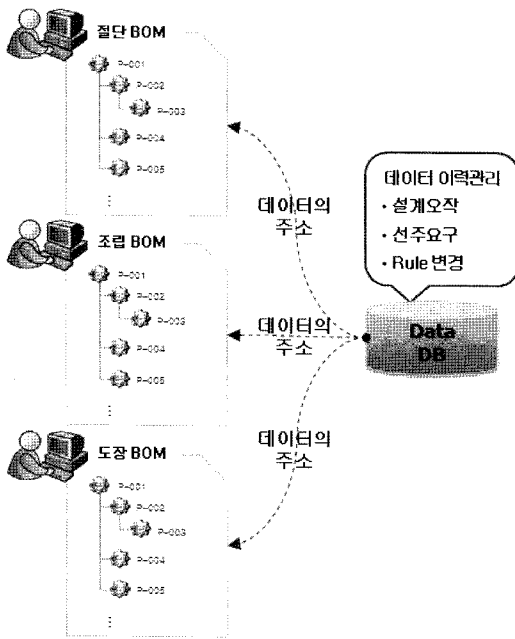 절단 BOM
P-001
P-002
P-003
P-004
P-005
⋮
조립 BOM
P-001
P-002
P-003
P-004
P-005
⋮
도장 BOM
P-001
P-002
P-003
P-004
P-005
⋮
데이터의
주소
데이터의
주소
데이터의
주소
데이터 이력관리
• 설계오작
• 선주요구
• Rule 변경
Data
DB